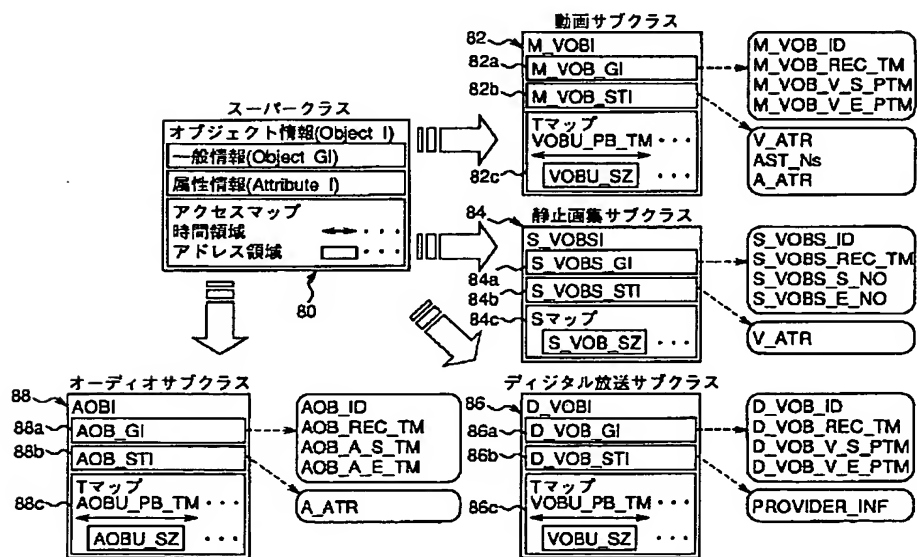 スーパークラス
オブジェクト情報(Object I)
一般情報(Object GI)
属性情報(Attribute I)
アクセスマップ
時間領域 ・・・
アドレス領域 ・・・
80
動画サブクラス
82
M_VOBI
82a
M_VOB_GI
82b
M_VOB_STI
Tマップ
VOBU_PB_TM ・・・
82c
VOBU_SZ ・・・
M_VOB_ID
M_VOB_REC_TM
M_VOB_V_S_PTM
M_VOB_V_E_PTM
V_ATR
AST_Ns
A_ATR
静止画集サブクラス
84
S_VOBSI
84a
S_VOBS_GI
84b
S_VOBS_STI
84c
Sマップ
S_VOB_SZ ・・・
S_VOBS_ID
S_VOBS_REC_TM
S_VOBS_S_NO
S_VOBS_E_NO
V_ATR
オーディオサブクラス
88
AOBI
88a
AOB_GI
88b
AOB_STI
Tマップ
88c
AOBU_PB_TM ・・・
AOBU_SZ ・・・
AOB_ID
AOB_REC_TM
AOB_A_S_TM
AOB_A_E_TM
A_ATR
ディジタル放送サブクラス
86
D_VOBI
86a
D_VOB_GI
86b
D_VOB_STI
Tマップ
86c
VOBU_PB_TM ・・・
VOBU_SZ ・・・
D_VOB_ID
D_VOB_REC_TM
D_VOB_V_S_PTM
D_VOB_V_E_PTM
PROVIDER_INF